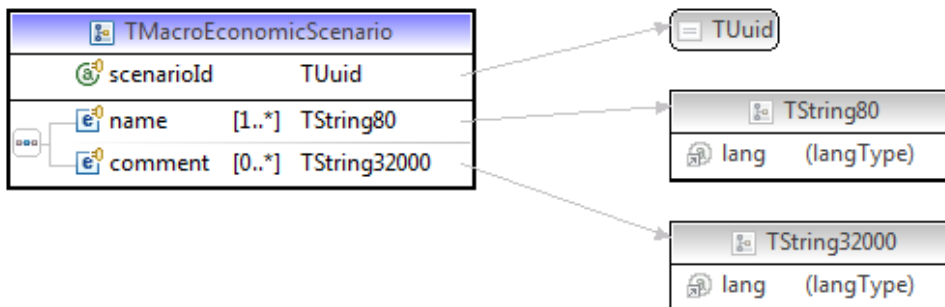 TMacroEconomicScenario
scenarioId TUuid
name [1..*] TString80
comment [0..*] TString32000
TUuid
TString80
lang (langType)
TString32000
lang (langType)